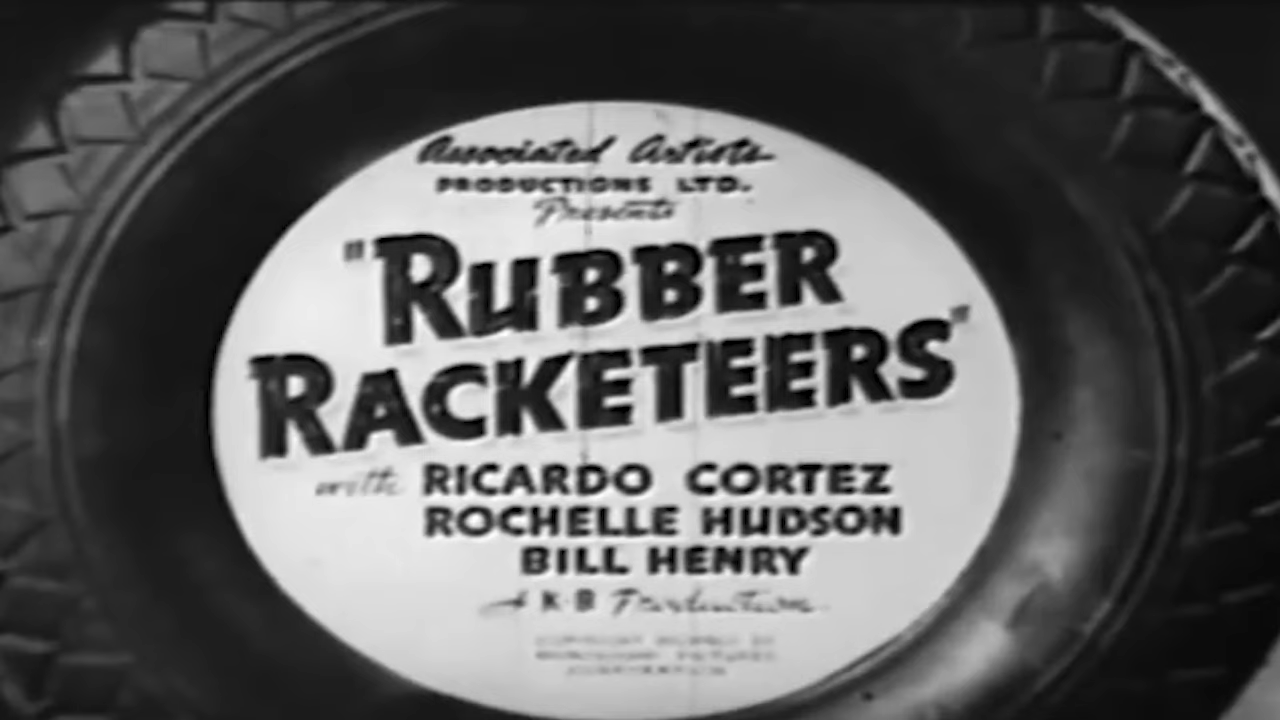 Associated Artists
PRODUCTIONS LTD.
Presents
"RUBBER
RACKETEERS"
with RICARDO CORTEZ
ROCHELLE HUDSON
BILL HENRY
A K-B Production